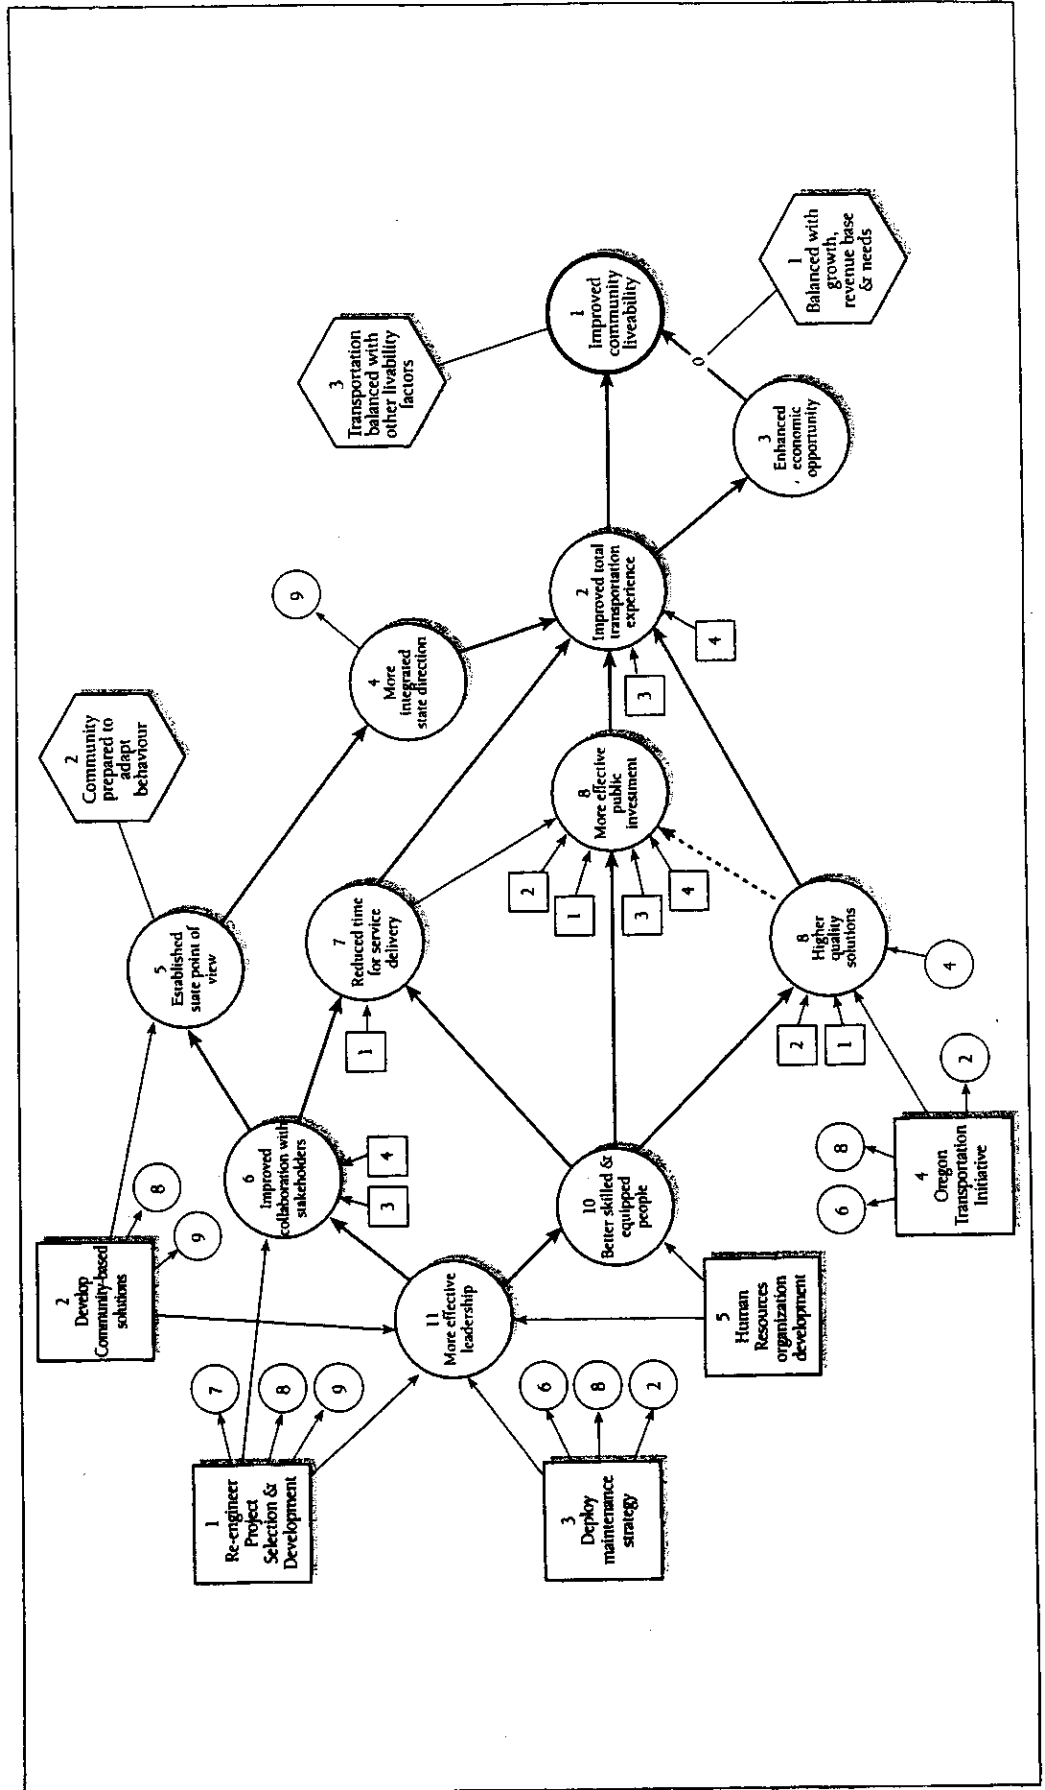 2
Develop
Community-based
solutions
8
9
5
Established
state point of
view
2
Community
prepared to
adapt
behaviour
1
Re-engineer
Project
Selection &
Development
7
8
9
6
Improved
collaboration with
stakeholders
3
4
7
Reduced time
for service
delivery
1
4
More
integrated
state direction
9
3
Transportation
balanced with
other livability
factors
11
More effective
leadership
3
Deploy
maintenance
strategy
6
8
2
10
Better skilled &
equipped
people
8
More effective
public
investment
2
1
3
4
2
Improved total
transportation
experience
3
4
1
Improved
community
liveability
5
Human
Resources
organization
development
8
Higher
quality
solutions
2
1
4
3
Enhanced
economic
opportunity
0
1
Balanced with
growth,
revenue base
& needs
4
Oregon
Transportation
Initiative
6
8
2